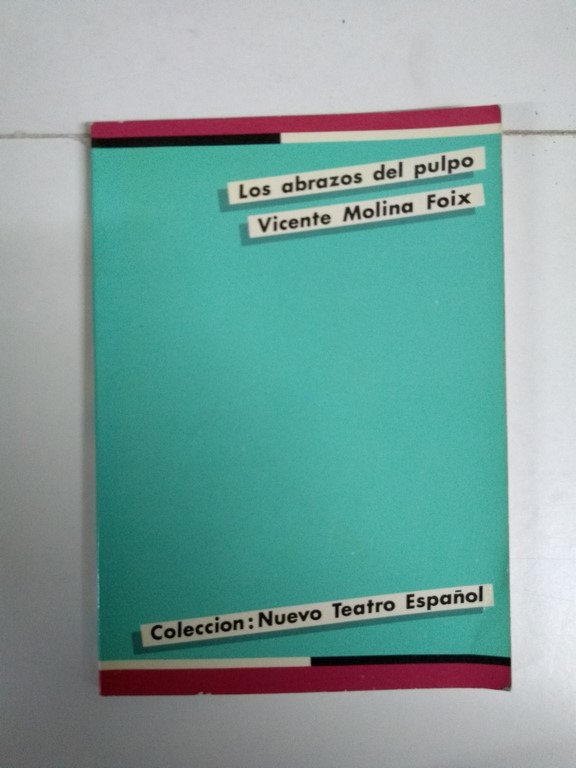 Los abrazos del pulpo
Vicente Molina Foix
Coleccion: Nuevo Teatro Español